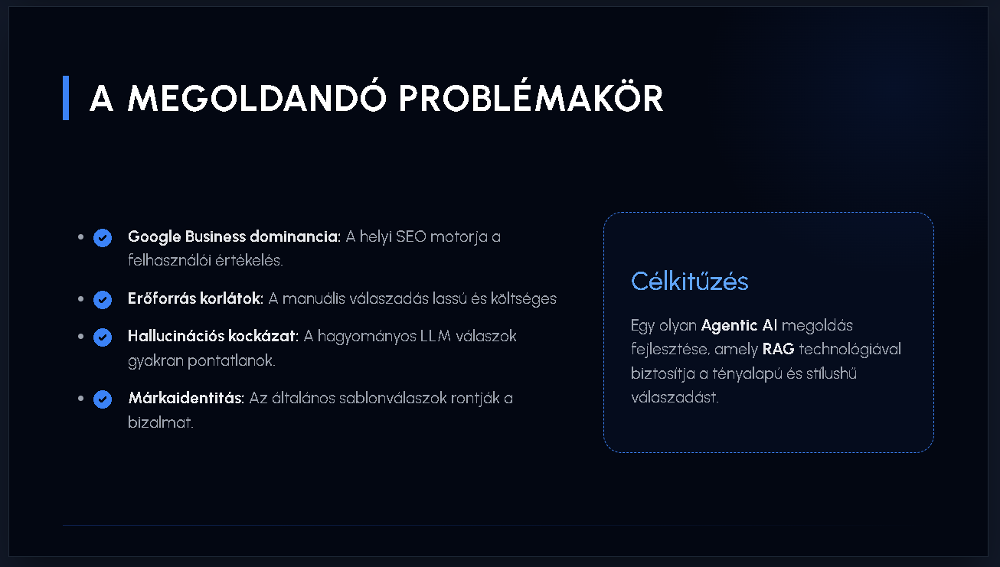 A MEGOLDANDÓ PROBLÉMAKÖR
Google Business dominancia: A helyi SEO motorja a
felhasználói értékelés.
Erőforrás korlátok: A manuális válaszadás lassú és költséges
Hallucinációs kockázat: A hagyományos LLM válaszok
gyakran pontatlanok.
Márkaidentitás: Az általános sablonválaszok rontják a
bizalmat.
Célkitűzés
Egy olyan Agentic AI megoldás
fejlesztése, amely RAG technológiával
biztosítja a tényalapú és stílushű
válaszadást.